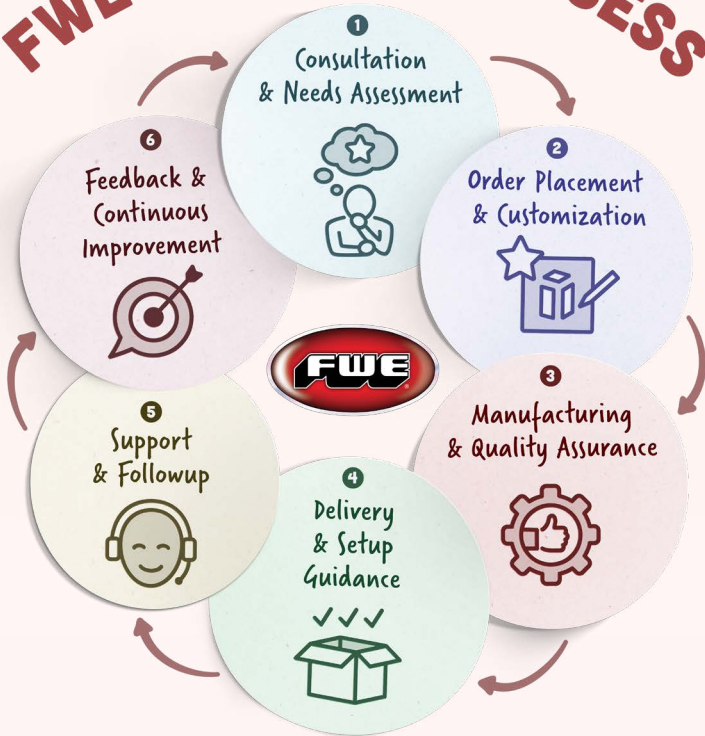 FWE
1
Consultation
& Needs Assessment
2
Order Placement
& Customization
3
Manufacturing
& Quality Assurance
4
Delivery
& Setup
Guidance
5
Support
& Followup
6
Feedback &
Continuous
Improvement
FWE